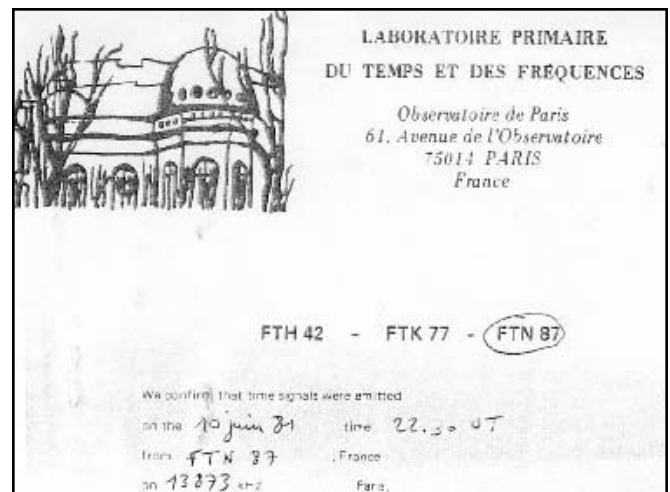 LABORATOIRE PRIMAIRE
DU TEMPS ET DES FRÉQUENCES
Observatoire de Paris
61, Avenue de l'Observatoire
75014 PARIS
France
FTH 42 - FTK 77 - FTN 87
We confirm that time signals were emitted
on the 10 juin 81 time 22.30 UT
from FTN 87, France
on 13873 kHz Paris,